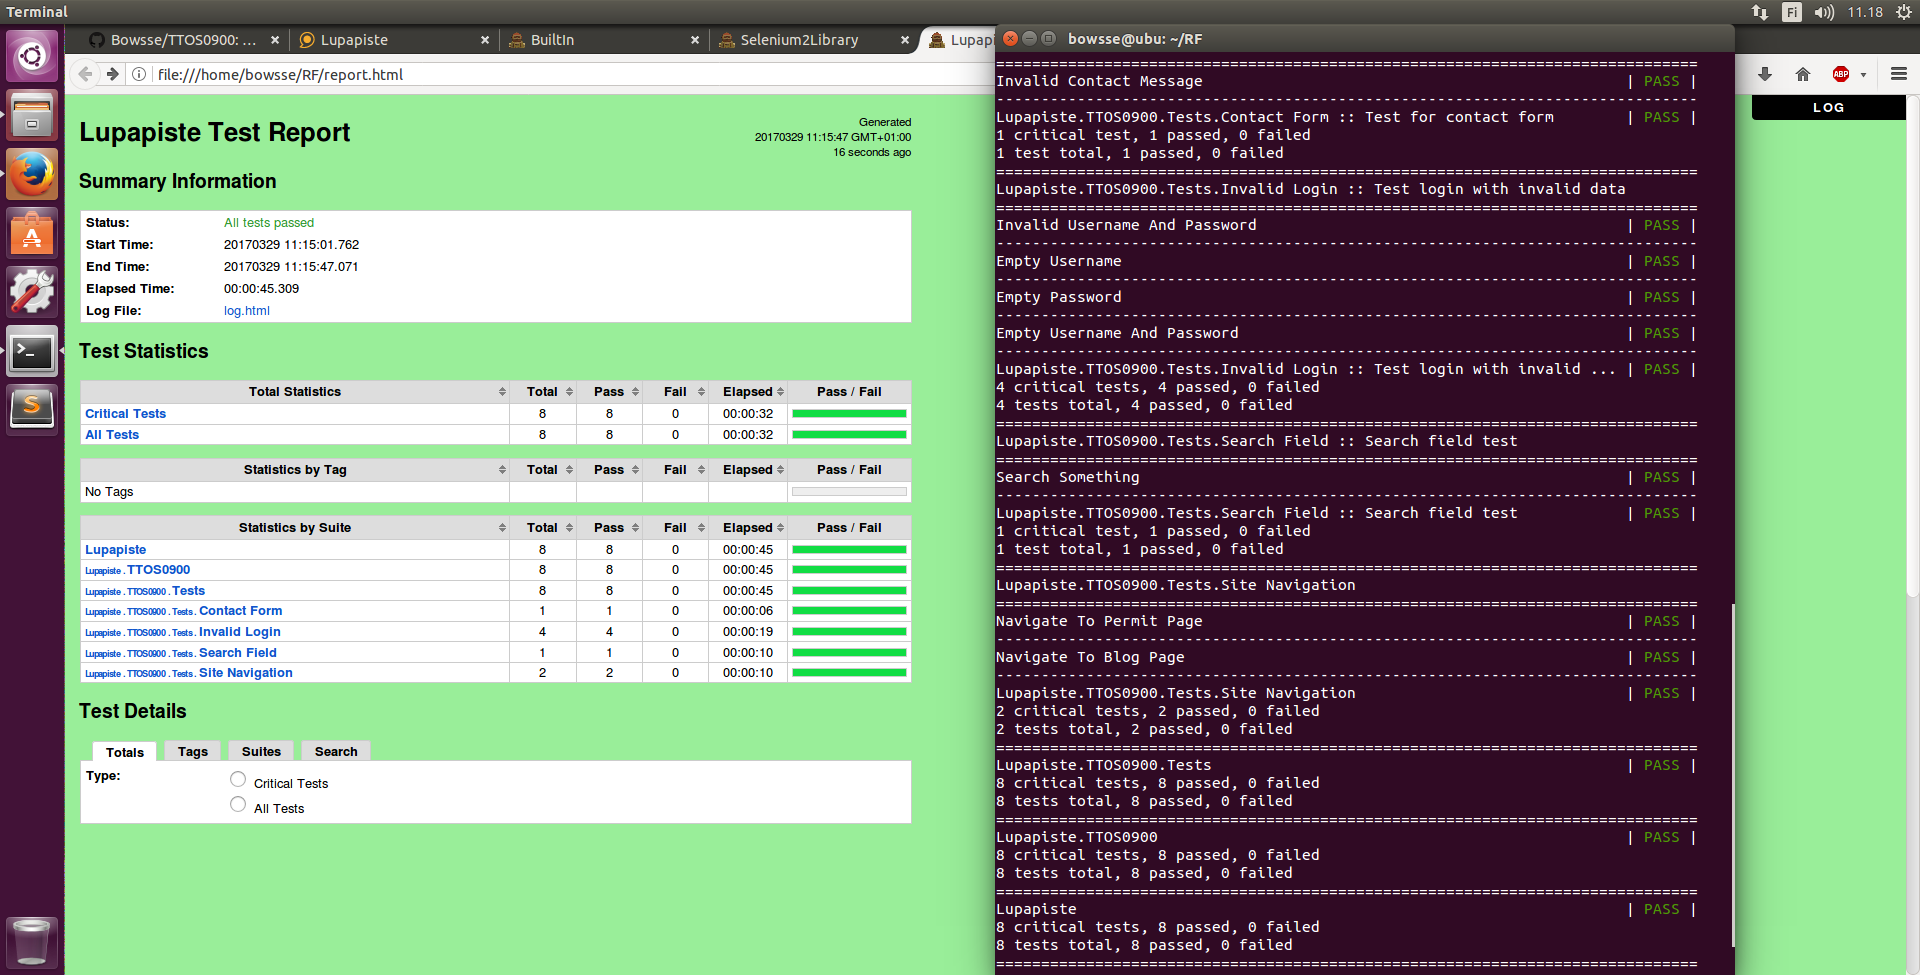 Terminal
Fi
11.18
Bowsse/TTOS0900: ...
Lupapiste
BuiltIn
Selenium2Library
Lupapi
file:///home/bowsse/RF/report.html
ABP
LOG
Lupapiste Test Report
Generated
20170329 11:15:47 GMT+01:00
16 seconds ago
Summary Information
Status: All tests passed
Start Time: 20170329 11:15:01.762
End Time: 20170329 11:15:47.071
Elapsed Time: 00:00:45.309
Log File: log.html
Test Statistics
Total Statistics Total Pass Fail Elapsed Pass / Fail
Critical Tests 8 8 0 00:00:32
All Tests 8 8 0 00:00:32
Statistics by Tag Total Pass Fail Elapsed Pass / Fail
No Tags
Statistics by Suite Total Pass Fail Elapsed Pass / Fail
Lupapiste 8 8 0 00:00:45
Lupapiste . TTOS0900 8 8 0 00:00:45
Lupapiste . TTOS0900 . Tests 8 8 0 00:00:45
Lupapiste . TTOS0900 . Tests . Contact Form 1 1 0 00:00:06
Lupapiste . TTOS0900 . Tests . Invalid Login 4 4 0 00:00:19
Lupapiste . TTOS0900 . Tests . Search Field 1 1 0 00:00:10
Lupapiste . TTOS0900 . Tests . Site Navigation 2 2 0 00:00:10
Test Details
Totals Tags Suites Search
Type: Critical Tests
All Tests
bowsse@ubu: ~/RF
==============================================================================
Invalid Contact Message | PASS |
------------------------------------------------------------------------------
Lupapiste.TTOS0900.Tests.Contact Form :: Test for contact form | PASS |
1 critical test, 1 passed, 0 failed
1 test total, 1 passed, 0 failed
==============================================================================
Lupapiste.TTOS0900.Tests.Invalid Login :: Test login with invalid data
==============================================================================
Invalid Username And Password | PASS |
------------------------------------------------------------------------------
Empty Username | PASS |
------------------------------------------------------------------------------
Empty Password | PASS |
------------------------------------------------------------------------------
Empty Username And Password | PASS |
------------------------------------------------------------------------------
Lupapiste.TTOS0900.Tests.Invalid Login :: Test login with invalid ... | PASS |
4 critical tests, 4 passed, 0 failed
4 tests total, 4 passed, 0 failed
==============================================================================
Lupapiste.TTOS0900.Tests.Search Field :: Search field test
==============================================================================
Search Something | PASS |
------------------------------------------------------------------------------
Lupapiste.TTOS0900.Tests.Search Field :: Search field test | PASS |
1 critical test, 1 passed, 0 failed
1 test total, 1 passed, 0 failed
==============================================================================
Lupapiste.TTOS0900.Tests.Site Navigation
==============================================================================
Navigate To Permit Page | PASS |
------------------------------------------------------------------------------
Navigate To Blog Page | PASS |
------------------------------------------------------------------------------
Lupapiste.TTOS0900.Tests.Site Navigation | PASS |
2 critical tests, 2 passed, 0 failed
2 tests total, 2 passed, 0 failed
==============================================================================
Lupapiste.TTOS0900.Tests | PASS |
8 critical tests, 8 passed, 0 failed
8 tests total, 8 passed, 0 failed
==============================================================================
Lupapiste.TTOS0900 | PASS |
8 critical tests, 8 passed, 0 failed
8 tests total, 8 passed, 0 failed
==============================================================================
Lupapiste | PASS |
8 critical tests, 8 passed, 0 failed
8 tests total, 8 passed, 0 failed
==============================================================================